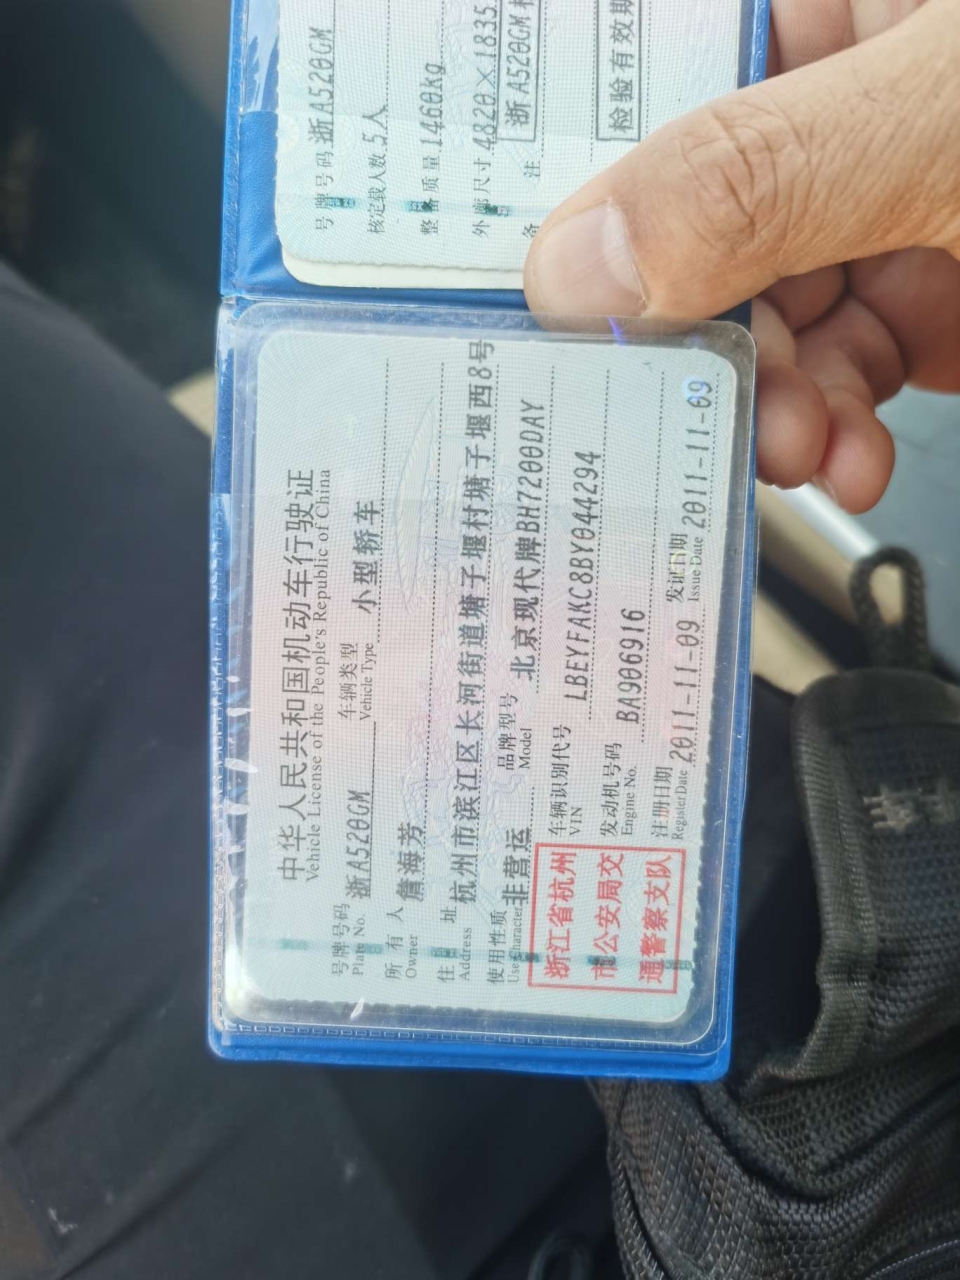 中华人民共和国机动车行驶证
Vehicle License of the People's Republic of China
号牌号码 浙A520GM 车辆类型 小型轿车
Plate No. Vehicle Type
所有人 詹海芳
Owner
住址 杭州市滨江区长河街道塘子堰村塘子堰西8号
Address
使用性质 非营运 品牌型号 北京现代牌BH7200DAY
Use Character Model
浙江省杭州
市公安局交
通警察支队
车辆识别代号 LBEYFAKC8BY044294
VIN
发动机号码 BA906916
Engine No.
注册日期 2011-11-09 发证日期 2011-11-09
Register Date Issue Date
号牌号码 浙A520GM
核定载人数 5人
整备质量 1460kg
外廓尺寸 4820×1835
备注 浙A520GM
检验有效期